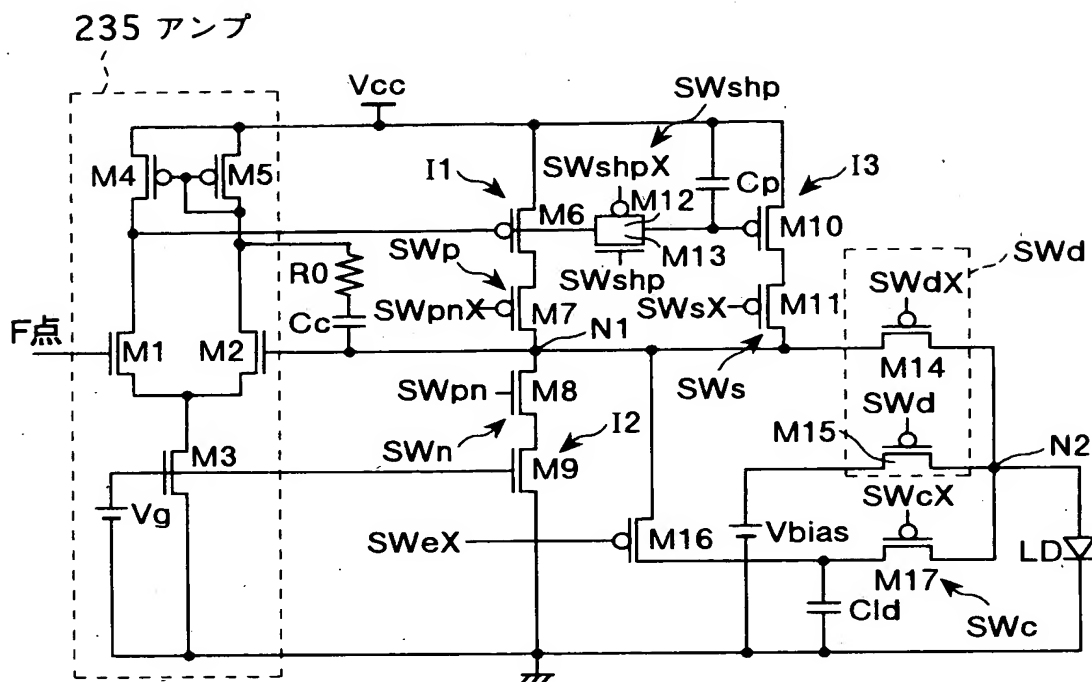 235 アンプ
Vcc
SWshp
M4
M5
I1
SWshpX
Cp
I3
M12
M6
M10
M13
SWp
SWshp
SWd
R0
SWpnX
M7
SWsX
M11
SWdX
Cc
F点
M1
M2
N1
M14
SWpn
M8
SWs
SWd
M15
SWn
I2
N2
M3
M9
SWcX
Vg
Vbias
SWeX
M16
M17
LD
Cld
SWc